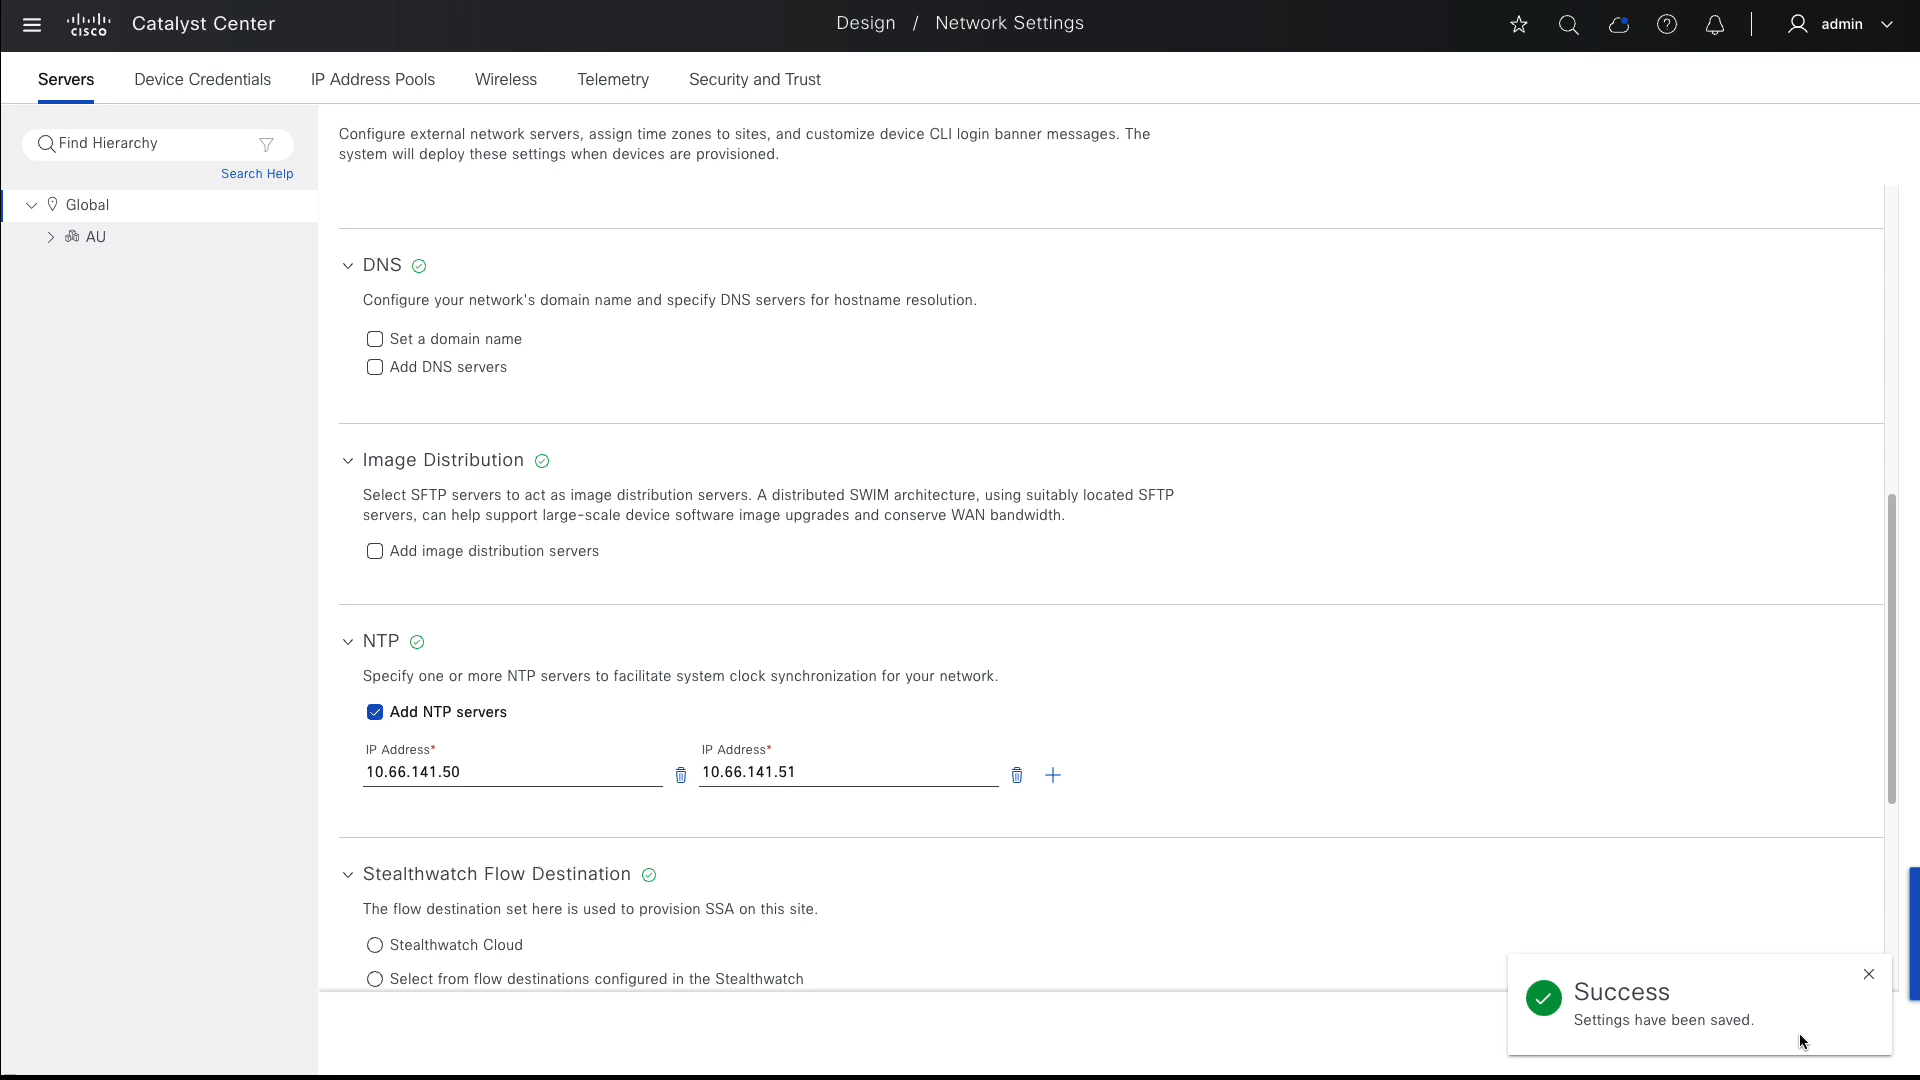 cisco
Catalyst Center
Design / Network Settings
admin
Servers
Device Credentials
IP Address Pools
Wireless
Telemetry
Security and Trust
Find Hierarchy
Search Help
Global
AU
Configure external network servers, assign time zones to sites, and customize device CLI login banner messages. The
system will deploy these settings when devices are provisioned.
DNS
Configure your network's domain name and specify DNS servers for hostname resolution.
Set a domain name
Add DNS servers
Image Distribution
Select SFTP servers to act as image distribution servers. A distributed SWIM architecture, using suitably located SFTP
servers, can help support large-scale device software image upgrades and conserve WAN bandwidth.
Add image distribution servers
NTP
Specify one or more NTP servers to facilitate system clock synchronization for your network.
Add NTP servers
IP Address* IP Address*
10.66.141.50 10.66.141.51
Stealthwatch Flow Destination
The flow destination set here is used to provision SSA on this site.
Stealthwatch Cloud
Select from flow destinations configured in the Stealthwatch
Success
Settings have been saved.